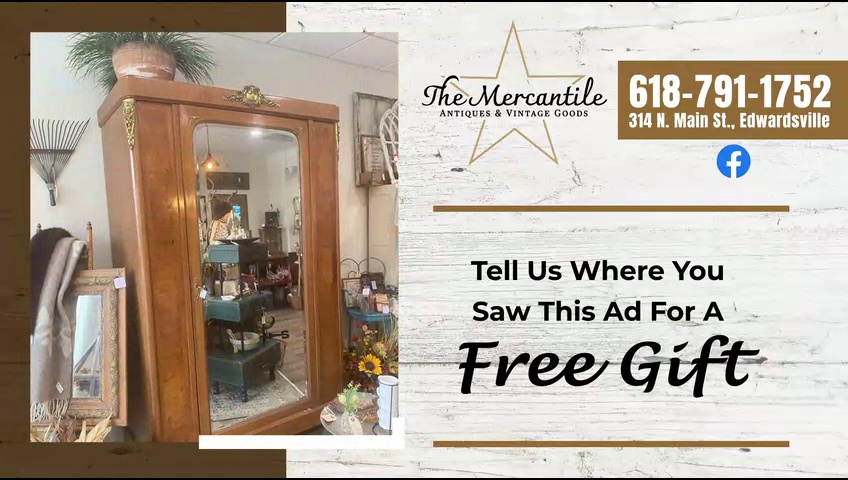 The Mercantile
Antiques & Vintage Goods
618-791-1752
314 N. Main St., Edwardsville
Tell Us Where You
Saw This Ad For A
Free Gift